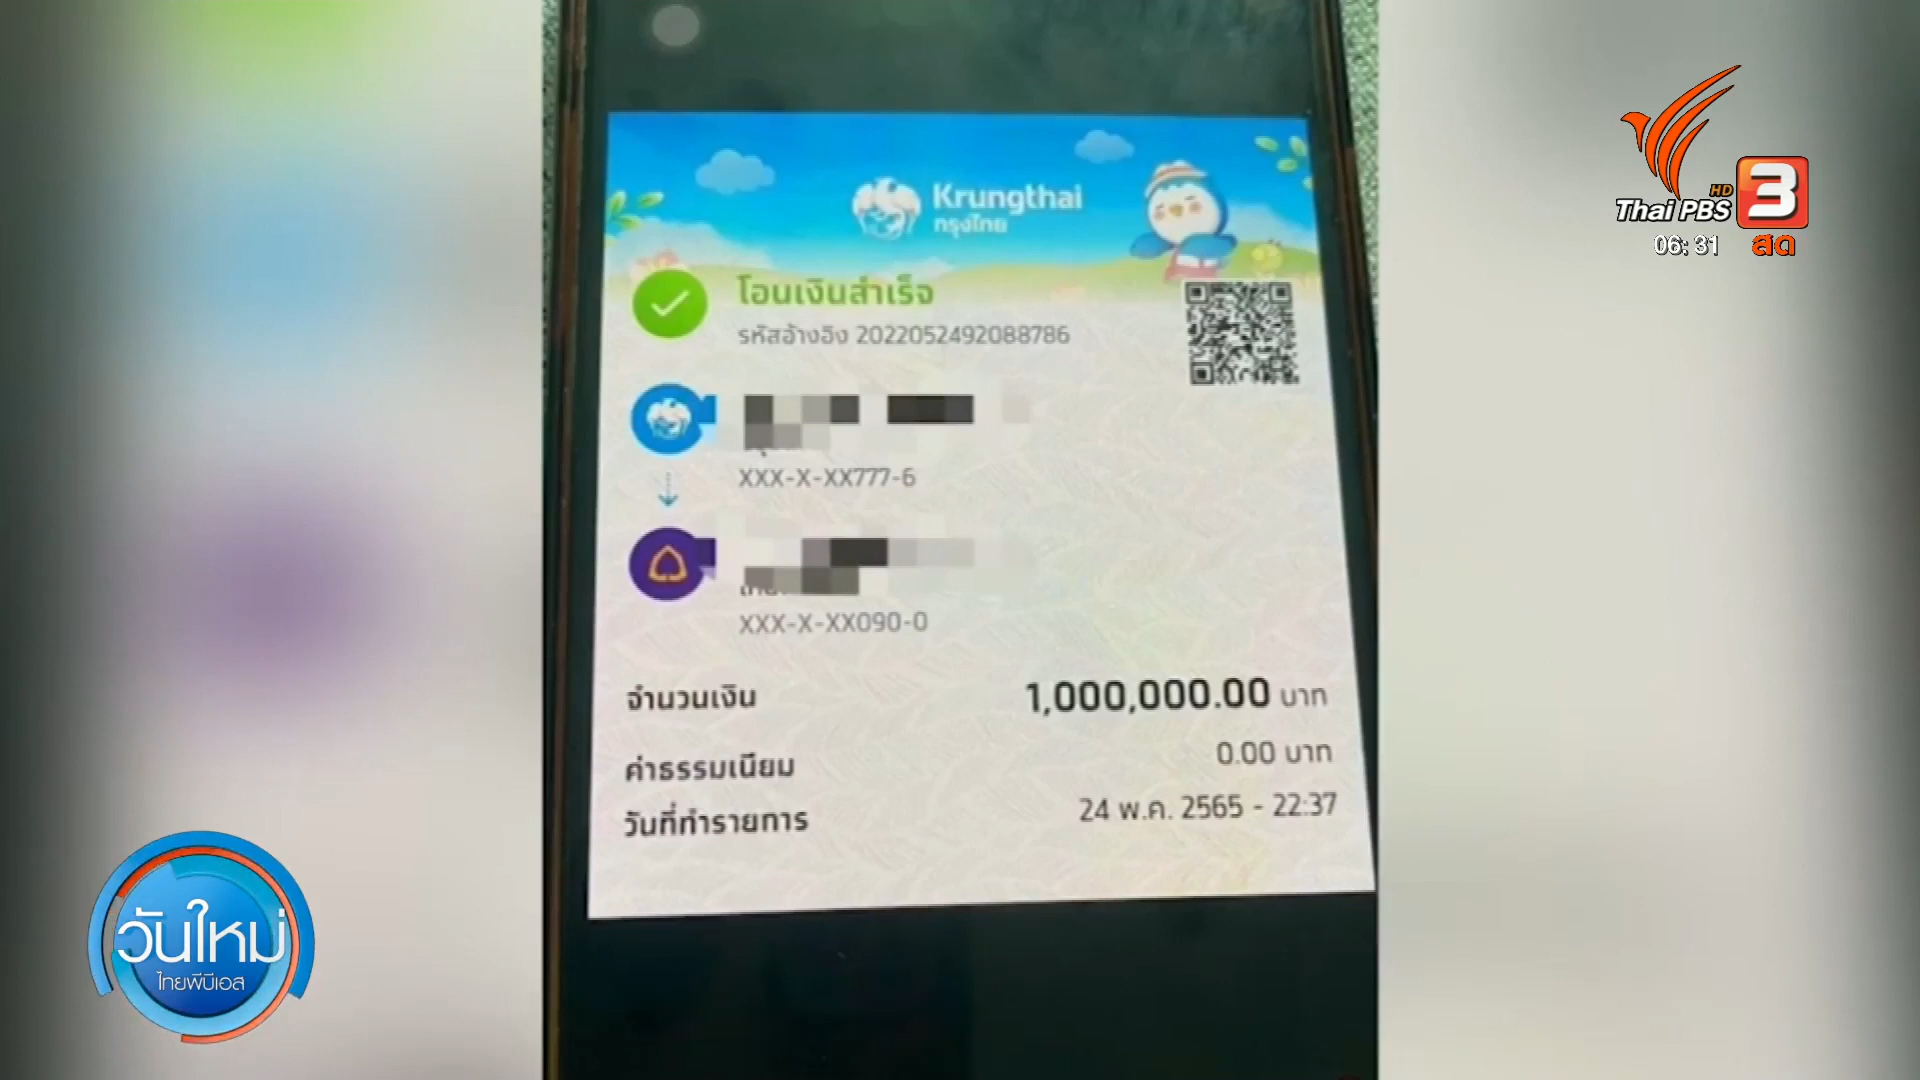 Krungthai
กรุงไทย
โอนเงินสำเร็จ
รหัสอ้างอิง 2022052492088786
XXX-X-XX777-6
XXX-X-XX090-0
จำนวนเงิน 1,000,000.00 บาท
ค่าธรรมเนียม 0.00 บาท
วันที่ทำรายการ 24 พ.ค. 2565 - 22:37
Thai PBS HD 3
06:31 สด
วันใหม่
ไทยพีบีเอส